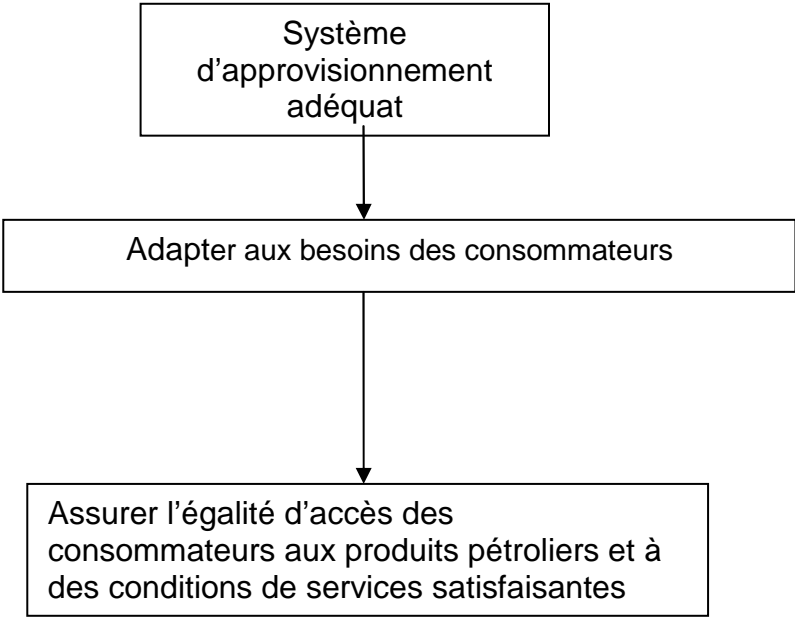 Système
d’approvisionnement
adéquat
Adapter aux besoins des consommateurs
Assurer l’égalité d’accès des
consommateurs aux produits pétroliers et à
des conditions de services satisfaisantes